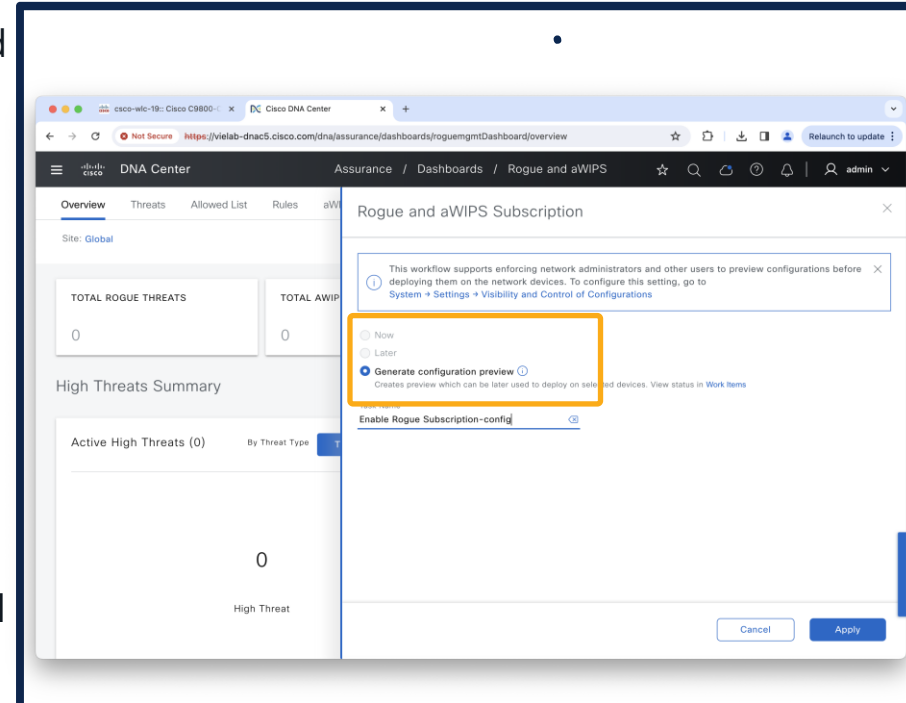 d
csco-wlc-19:: Cisco C9800-C
Cisco DNA Center
Not Secure https://vielab-dnac5.cisco.com/dna/assurance/dashboards/roguemgmtDashboard/overview
Relaunch to update
cisco DNA Center
Assurance / Dashboards / Rogue and aWIPS
admin
Overview Threats Allowed List Rules aWI
Site: Global
Rogue and aWIPS Subscription
This workflow supports enforcing network administrators and other users to preview configurations before
deploying them on the network devices. To configure this setting, go to
System → Settings → Visibility and Control of Configurations
TOTAL ROGUE THREATS
0
TOTAL AWIP
0
Now
Later
Generate configuration preview
Creates preview which can be later used to deploy on selected devices. View status in Work Items
Task Name
Enable Rogue Subscription-config
High Threats Summary
Active High Threats (0)
By Threat Type
T
0
High Threat
Cancel
Apply